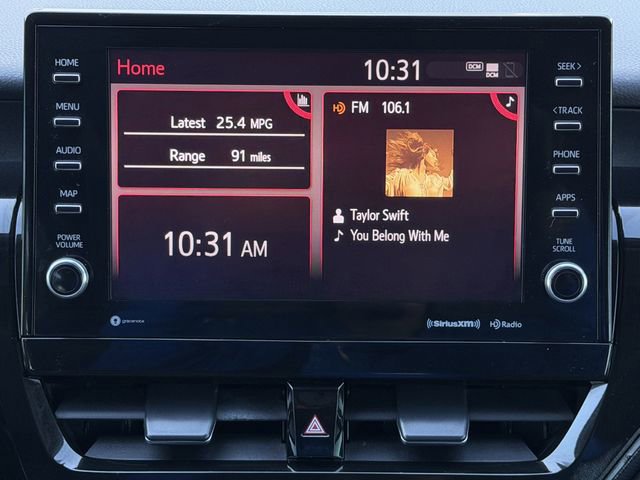 HOME
MENU
AUDIO
MAP
POWER
VOLUME
Home
10:31
DCM
DCM
Latest 25.4 MPG
Range 91 miles
10:31 AM
HD FM 106.1
Taylor Swift
You Belong With Me
SEEK >
< TRACK
PHONE
APPS
TUNE
SCROLL
gracenote
((SiriusXM))
HD Radio